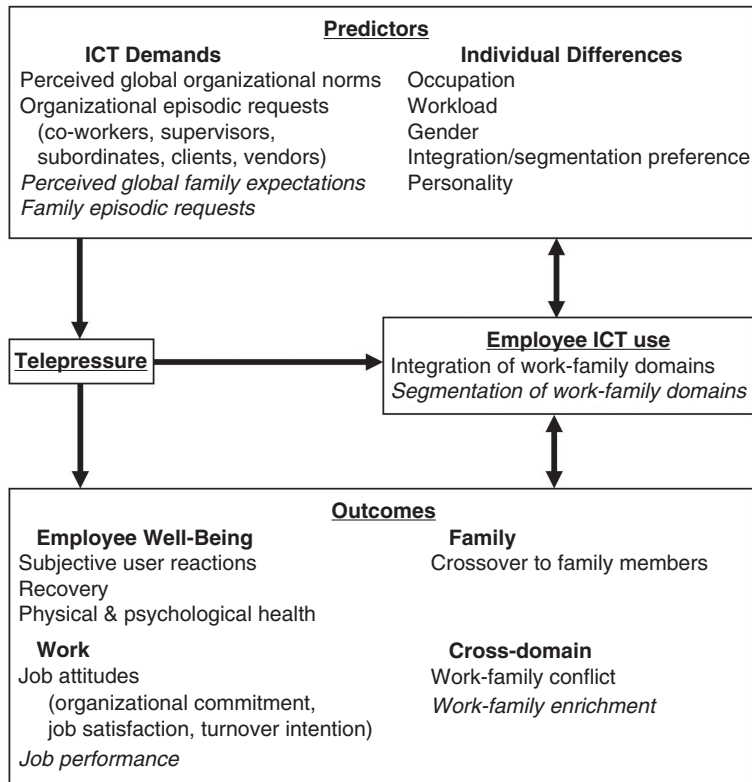 Predictors
ICT Demands
Perceived global organizational norms
Organizational episodic requests
(co-workers, supervisors,
subordinates, clients, vendors)
Perceived global family expectations
Family episodic requests
Individual Differences
Occupation
Workload
Gender
Integration/segmentation preference
Personality
Telepressure
Employee ICT use
Integration of work-family domains
Segmentation of work-family domains
Outcomes
Employee Well-Being
Subjective user reactions
Recovery
Physical & psychological health
Family
Crossover to family members
Work
Job attitudes
(organizational commitment,
job satisfaction, turnover intention)
Job performance
Cross-domain
Work-family conflict
Work-family enrichment